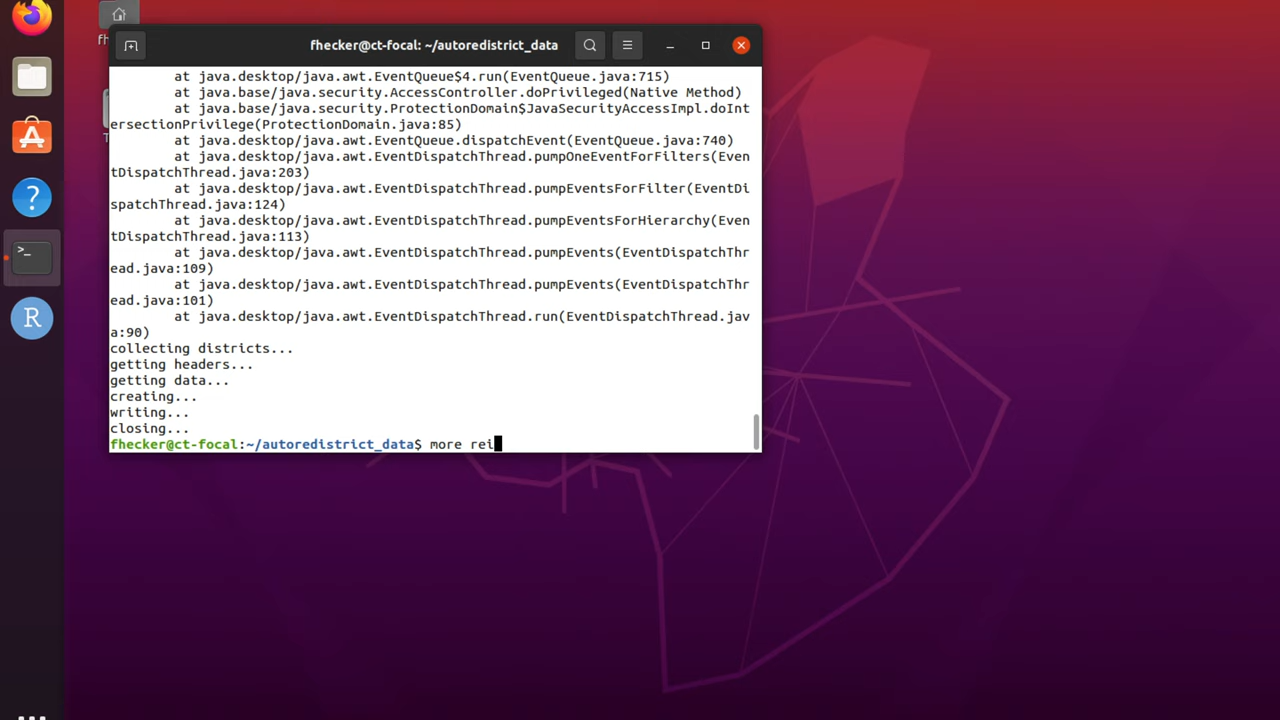 fh
T
fhecker@ct-focal: ~/autoredistrict_data
at java.desktop/java.awt.EventQueue$4.run(EventQueue.java:715)
at java.base/java.security.AccessController.doPrivileged(Native Method)
at java.base/java.security.ProtectionDomain$JavaSecurityAccessImpl.doInt
ersectionPrivilege(ProtectionDomain.java:85)
at java.desktop/java.awt.EventQueue.dispatchEvent(EventQueue.java:740)
at java.desktop/java.awt.EventDispatchThread.pumpOneEventForFilters(Even
tDispatchThread.java:203)
at java.desktop/java.awt.EventDispatchThread.pumpEventsForFilter(EventDi
spatchThread.java:124)
at java.desktop/java.awt.EventDispatchThread.pumpEventsForHierarchy(Even
tDispatchThread.java:113)
at java.desktop/java.awt.EventDispatchThread.pumpEvents(EventDispatchThr
ead.java:109)
at java.desktop/java.awt.EventDispatchThread.pumpEvents(EventDispatchThr
ead.java:101)
at java.desktop/java.awt.EventDispatchThread.run(EventDispatchThread.jav
a:90)
collecting districts...
getting headers...
getting data...
creating...
writing...
closing...
fhecker@ct-focal:~/autoredistrict_data$ more rei
?
>_
R